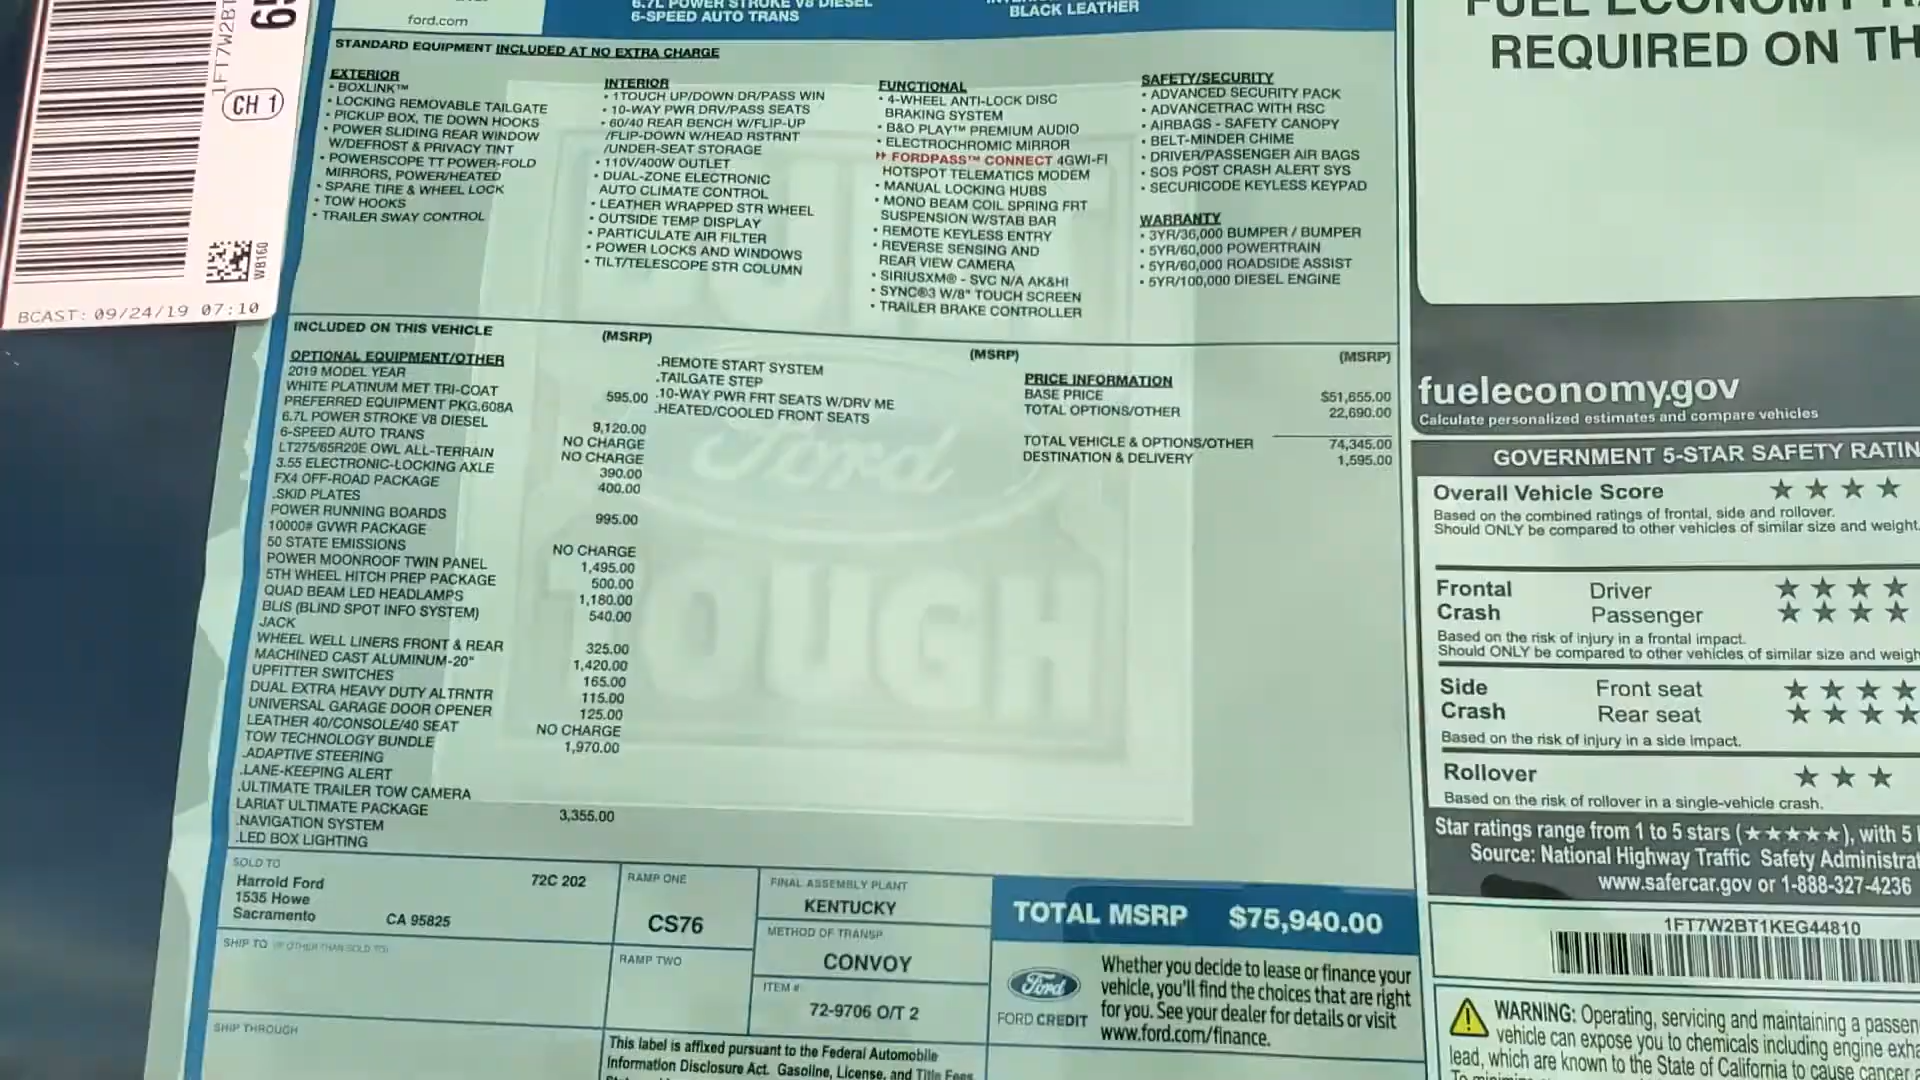 1FT7W2BT
CH 1
WB160
BCAST: 09/24/19 07:10
ford.com
6.7L POWER STROKE V8 DIESEL
6-SPEED AUTO TRANS
BLACK LEATHER
STANDARD EQUIPMENT INCLUDED AT NO EXTRA CHARGE
EXTERIOR
• BOXLINK™
• LOCKING REMOVABLE TAILGATE
• PICKUP BOX, TIE DOWN HOOKS
• POWER SLIDING REAR WINDOW
W/DEFROST & PRIVACY TINT
• POWERSCOPE TT POWER-FOLD
MIRRORS, POWER/HEATED
• SPARE TIRE & WHEEL LOCK
• TOW HOOKS
• TRAILER SWAY CONTROL
INTERIOR
• 1TOUCH UP/DOWN DR/PASS WIN
• 10-WAY PWR DRV/PASS SEATS
• 60/40 REAR BENCH W/FLIP-UP
/FLIP-DOWN W/HEAD RSTRNT
/UNDER-SEAT STORAGE
• 110V/400W OUTLET
• DUAL-ZONE ELECTRONIC
AUTO CLIMATE CONTROL
• LEATHER WRAPPED STR WHEEL
• OUTSIDE TEMP DISPLAY
• PARTICULATE AIR FILTER
• POWER LOCKS AND WINDOWS
• TILT/TELESCOPE STR COLUMN
FUNCTIONAL
• 4-WHEEL ANTI-LOCK DISC
BRAKING SYSTEM
• B&O PLAY™ PREMIUM AUDIO
• ELECTROCHROMIC MIRROR
FORDPASS™ CONNECT 4GWI-FI
HOTSPOT TELEMATICS MODEM
• MANUAL LOCKING HUBS
• MONO BEAM COIL SPRING FRT
SUSPENSION W/STAB BAR
• REMOTE KEYLESS ENTRY
• REVERSE SENSING AND
REAR VIEW CAMERA
• SIRIUSXM® - SVC N/A AK&HI
• SYNC®3 W/8" TOUCH SCREEN
• TRAILER BRAKE CONTROLLER
SAFETY/SECURITY
• ADVANCED SECURITY PACK
• ADVANCETRAC WITH RSC
• AIRBAGS - SAFETY CANOPY
• BELT-MINDER CHIME
• DRIVER/PASSENGER AIR BAGS
• SOS POST CRASH ALERT SYS
• SECURICODE KEYLESS KEYPAD
WARRANTY
• 3YR/36,000 BUMPER / BUMPER
• 5YR/60,000 POWERTRAIN
• 5YR/60,000 ROADSIDE ASSIST
• 5YR/100,000 DIESEL ENGINE
INCLUDED ON THIS VEHICLE (MSRP)
OPTIONAL EQUIPMENT/OTHER
2019 MODEL YEAR
WHITE PLATINUM MET TRI-COAT 595.00
PREFERRED EQUIPMENT PKG.608A
6.7L POWER STROKE V8 DIESEL 9,120.00
6-SPEED AUTO TRANS NO CHARGE
LT275/65R20E OWL ALL-TERRAIN NO CHARGE
3.55 ELECTRONIC-LOCKING AXLE 390.00
FX4 OFF-ROAD PACKAGE 400.00
.SKID PLATES
POWER RUNNING BOARDS 995.00
10000# GVWR PACKAGE
50 STATE EMISSIONS NO CHARGE
POWER MOONROOF TWIN PANEL 1,495.00
5TH WHEEL HITCH PREP PACKAGE 500.00
QUAD BEAM LED HEADLAMPS 1,180.00
BLIS (BLIND SPOT INFO SYSTEM) 540.00
JACK
WHEEL WELL LINERS FRONT & REAR 325.00
MACHINED CAST ALUMINUM-20" 1,420.00
UPFITTER SWITCHES 165.00
DUAL EXTRA HEAVY DUTY ALTRNTR 115.00
UNIVERSAL GARAGE DOOR OPENER 125.00
LEATHER 40/CONSOLE/40 SEAT NO CHARGE
TOW TECHNOLOGY BUNDLE 1,970.00
.ADAPTIVE STEERING
.LANE-KEEPING ALERT
.ULTIMATE TRAILER TOW CAMERA
LARIAT ULTIMATE PACKAGE 3,355.00
.NAVIGATION SYSTEM
.LED BOX LIGHTING
(MSRP)
.REMOTE START SYSTEM
.TAILGATE STEP
.10-WAY PWR FRT SEATS W/DRV ME
.HEATED/COOLED FRONT SEATS
(MSRP)
PRICE INFORMATION
BASE PRICE $51,655.00
TOTAL OPTIONS/OTHER 22,690.00
TOTAL VEHICLE & OPTIONS/OTHER 74,345.00
DESTINATION & DELIVERY 1,595.00
BUILT
Ford
TOUGH
SOLD TO
Harrold Ford 72C 202
1535 Howe
Sacramento CA 95825
SHIP TO (IF OTHER THAN SOLD TO)
SHIP THROUGH
RAMP ONE
CS76
RAMP TWO
FINAL ASSEMBLY PLANT
KENTUCKY
METHOD OF TRANSP.
CONVOY
ITEM #:
72-9706 O/T 2
This label is affixed pursuant to the Federal Automobile
Information Disclosure Act. Gasoline, License, and Title Fees,
TOTAL MSRP $75,940.00
Ford
FORD CREDIT
Whether you decide to lease or finance your
vehicle, you'll find the choices that are right
for you. See your dealer for details or visit
www.ford.com/finance.
FUEL ECONOMY
REQUIRED ON TH
fueleconomy.gov
Calculate personalized estimates and compare vehicles
GOVERNMENT 5-STAR SAFETY RATIN
Overall Vehicle Score ★★★★
Based on the combined ratings of frontal, side and rollover.
Should ONLY be compared to other vehicles of similar size and weight.
Frontal Driver ★★★★
Crash Passenger ★★★★
Based on the risk of injury in a frontal impact.
Should ONLY be compared to other vehicles of similar size and weigh
Side Front seat ★★★★
Crash Rear seat ★★★★
Based on the risk of injury in a side impact.
Rollover ★★★
Based on the risk of rollover in a single-vehicle crash.
Star ratings range from 1 to 5 stars (★★★★★), with 5
Source: National Highway Traffic Safety Administra
www.safercar.gov or 1-888-327-4236
1FT7W2BT1KEG44810
WARNING: Operating, servicing and maintaining a passen
vehicle can expose you to chemicals including engine exha
lead, which are known to the State of California to cause cancer a